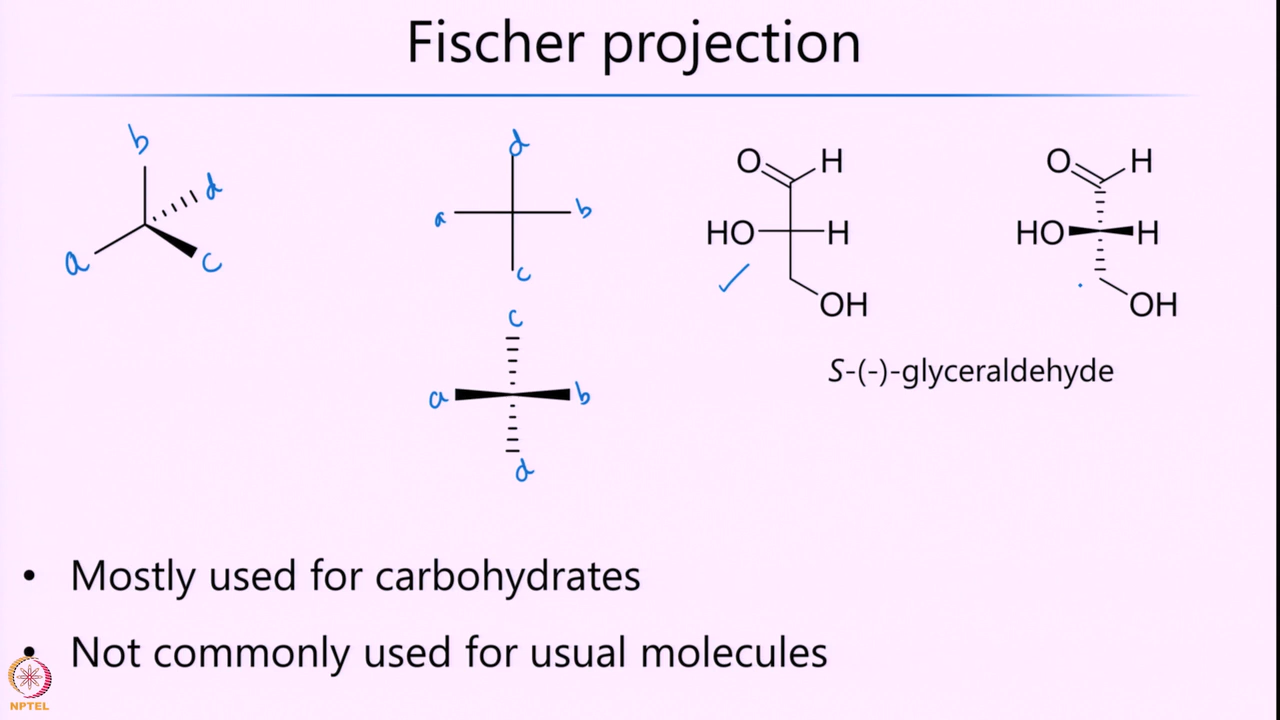 Fischer projection
b
d
a
c
d
a b
c
c
a b
d
O H
HO H
OH
O H
HO H
OH
S-(-)-glyceraldehyde
• Mostly used for carbohydrates
• Not commonly used for usual molecules
NPTEL